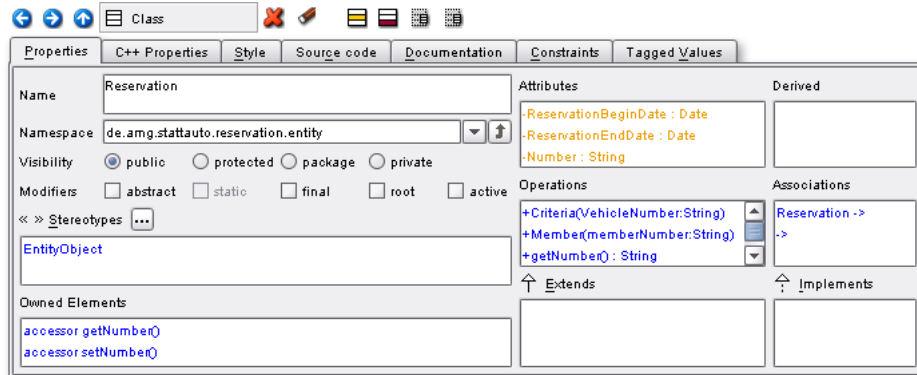 Class
Properties C++ Properties Style Source code Documentation Constraints Tagged Values
Name Reservation
Namespace de.amg.stattauto.reservation.entity
Visibility public protected package private
Modifiers abstract static final root active
« » Stereotypes ...
EntityObject
Owned Elements
accessor getNumber()
accessor setNumber()
Attributes
-ReservationBeginDate : Date
-ReservationEndDate : Date
-Number : String
Derived
Operations
+Criteria(VehicleNumber:String)
+Member(memberNumber:String)
+getNumber() : String
Associations
Reservation ->
->
Extends
Implements